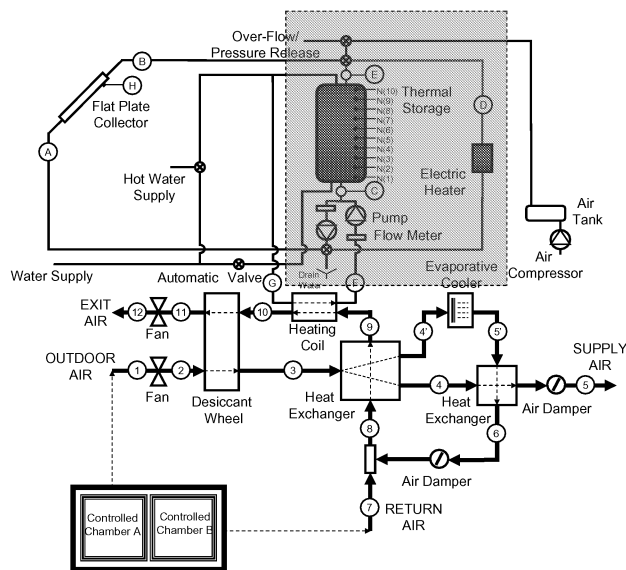 Over-Flow/
Pressure Release
B
E
H
Flat Plate
Collector
N(10)
N(9)
N(8)
N(7)
N(6)
N(5)
N(4)
N(3)
N(2)
N(1)
Thermal
Storage
D
A
Hot Water
Supply
C
Electric
Heater
Pump
Flow Meter
Air
Tank
Air
Compressor
Water Supply
Automatic Valve
Drain
Water
G
F
Evaporative
Cooler
EXIT
AIR
12
11
10
Fan
Heating
Coil
9
4'
5'
OUTDOOR
AIR
1
2
Fan
Desiccant
Wheel
3
Heat
Exchanger
4
Heat
Exchanger
SUPPLY
AIR
5
Air Damper
8
6
Air Damper
7
RETURN
AIR
Controlled
Chamber A
Controlled
Chamber B